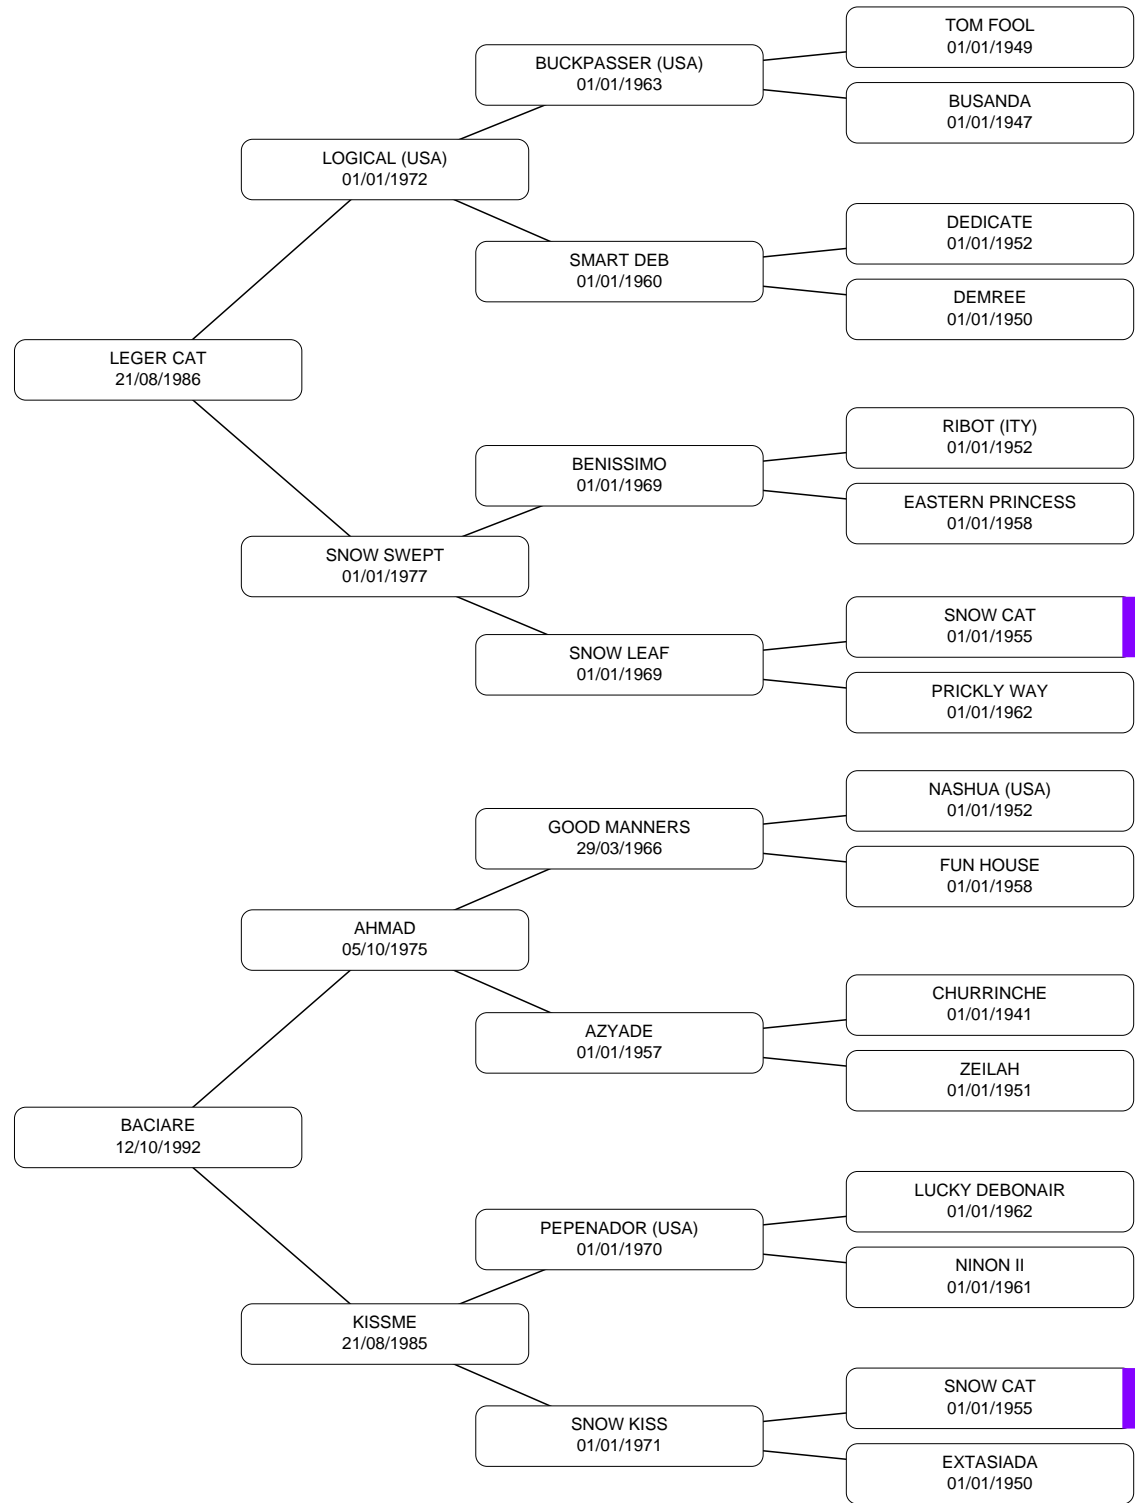 TOM FOOL
01/01/1949
BUCKPASSER (USA)
01/01/1963
BUSANDA
01/01/1947
LOGICAL (USA)
01/01/1972
DEDICATE
01/01/1952
SMART DEB
01/01/1960
DEMREE
01/01/1950
LEGER CAT
21/08/1986
RIBOT (ITY)
01/01/1952
BENISSIMO
01/01/1969
EASTERN PRINCESS
01/01/1958
SNOW SWEPT
01/01/1977
SNOW CAT
01/01/1955
SNOW LEAF
01/01/1969
PRICKLY WAY
01/01/1962
NASHUA (USA)
01/01/1952
GOOD MANNERS
29/03/1966
FUN HOUSE
01/01/1958
AHMAD
05/10/1975
CHURRINCHE
01/01/1941
AZYADE
01/01/1957
ZEILAH
01/01/1951
BACIARE
12/10/1992
LUCKY DEBONAIR
01/01/1962
PEPENADOR (USA)
01/01/1970
NINON II
01/01/1961
KISSME
21/08/1985
SNOW CAT
01/01/1955
SNOW KISS
01/01/1971
EXTASIADA
01/01/1950